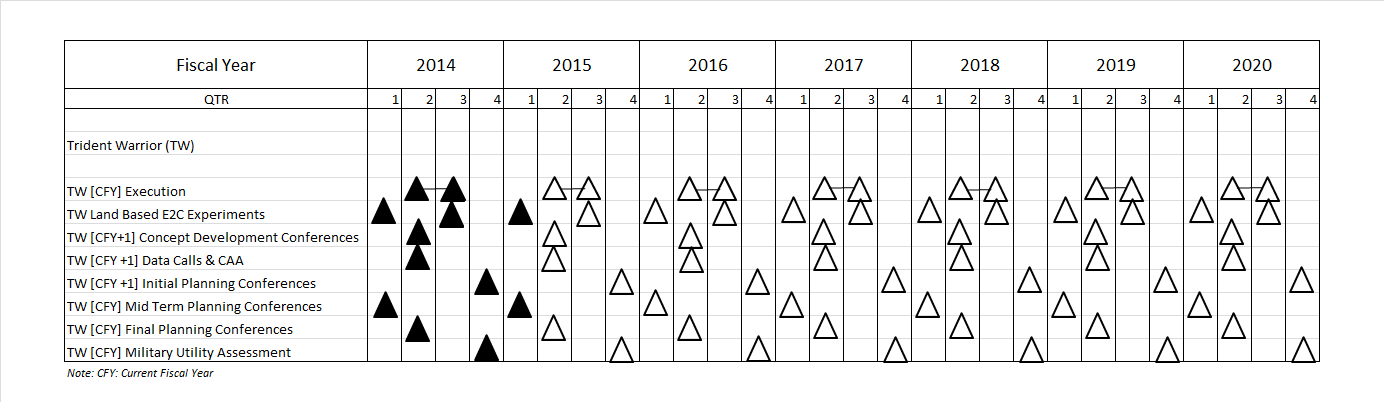 Fiscal Year 2014 2015 2016 2017 2018 2019 2020
QTR 1 2 3 4 1 2 3 4 1 2 3 4 1 2 3 4 1 2 3 4 1 2 3 4 1 2 3 4
Trident Warrior (TW)
TW [CFY] Execution
TW Land Based E2C Experiments
TW [CFY+1] Concept Development Conferences
TW [CFY +1] Data Calls & CAA
TW [CFY +1] Initial Planning Conferences
TW [CFY] Mid Term Planning Conferences
TW [CFY] Final Planning Conferences
TW [CFY] Military Utility Assessment
Note: CFY: Current Fiscal Year